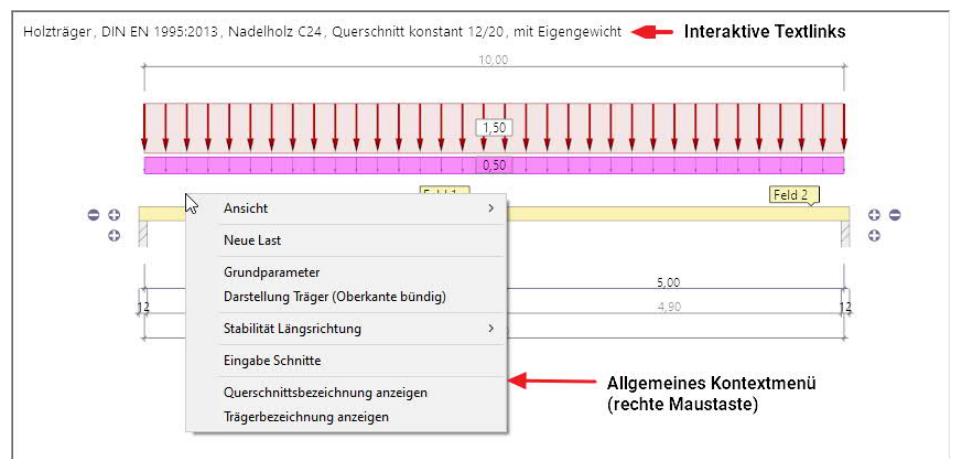 Holzträger, DIN EN 1995:2013, Nadelholz C24, Querschnitt konstant 12/20, mit Eigengewicht
Interaktive Textlinks
10,00
1,50
0,50
Feld 2
Ansicht
Neue Last
Grundparameter
Darstellung Träger (Oberkante bündig)
Stabilität Längsrichtung
Eingabe Schnitte
Querschnittsbezeichnung anzeigen
Trägerbezeichnung anzeigen
5,00
12
4,90
12
Allgemeines Kontextmenü
(rechte Maustaste)